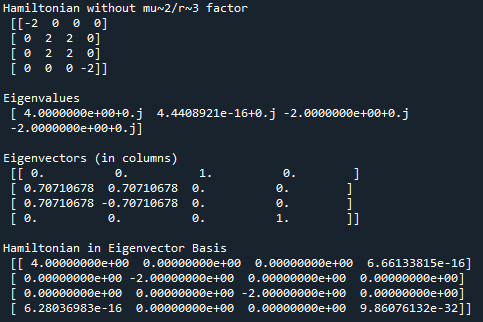 Hamiltonian without mu~2/r~3 factor
[[-2 0 0 0]
[ 0 2 2 0]
[ 0 2 2 0]
[ 0 0 0 -2]]
Eigenvalues
[ 4.0000000e+00+0.j 4.4408921e-16+0.j -2.0000000e+00+0.j
-2.0000000e+00+0.j]
Eigenvectors (in columns)
[[ 0. 0. 1. 0. ]
[ 0.70710678 0.70710678 0. 0. ]
[ 0.70710678 -0.70710678 0. 0. ]
[ 0. 0. 0. 1. ]]
Hamiltonian in Eigenvector Basis
[[ 4.00000000e+00 0.00000000e+00 0.00000000e+00 6.66133815e-16]
[ 0.00000000e+00 -2.00000000e+00 0.00000000e+00 0.00000000e+00]
[ 0.00000000e+00 0.00000000e+00 -2.00000000e+00 0.00000000e+00]
[ 6.28036983e-16 0.00000000e+00 0.00000000e+00 9.86076132e-32]]